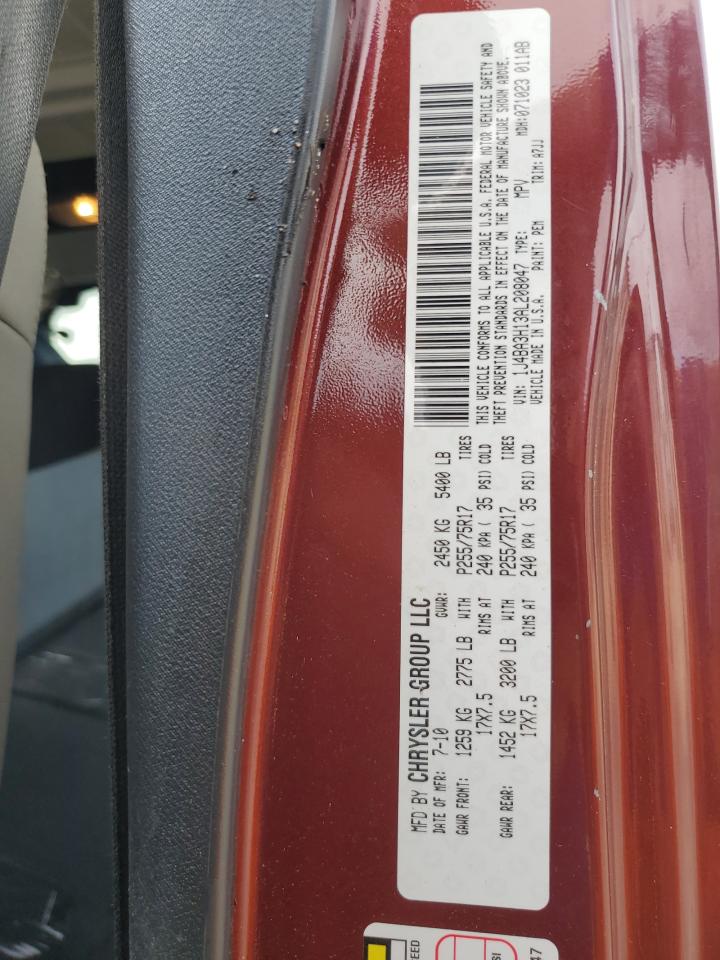 MFD BY CHRYSLER GROUP LLC
DATE OF MFR: 7-10 GVWR: 2450 KG 5400 LB
GAWR FRONT: 1259 KG 2775 LB WITH P255/75R17 TIRES
17X7.5 RIMS AT 240 KPA ( 35 PSI) COLD
GAWR REAR: 1452 KG 3200 LB WITH P255/75R17 TIRES
17X7.5 RIMS AT 240 KPA ( 35 PSI) COLD
THIS VEHICLE CONFORMS TO ALL APPLICABLE U.S.A. FEDERAL MOTOR VEHICLE SAFETY AND
THEFT PREVENTION STANDARDS IN EFFECT ON THE DATE OF MANUFACTURE SHOWN ABOVE.
VIN: 1J4BA3H13AL208047 TYPE: MPV MDH:071023 011AB
VEHICLE MADE IN U.S.A. PAINT: PEM TRIM: A7JJ
47